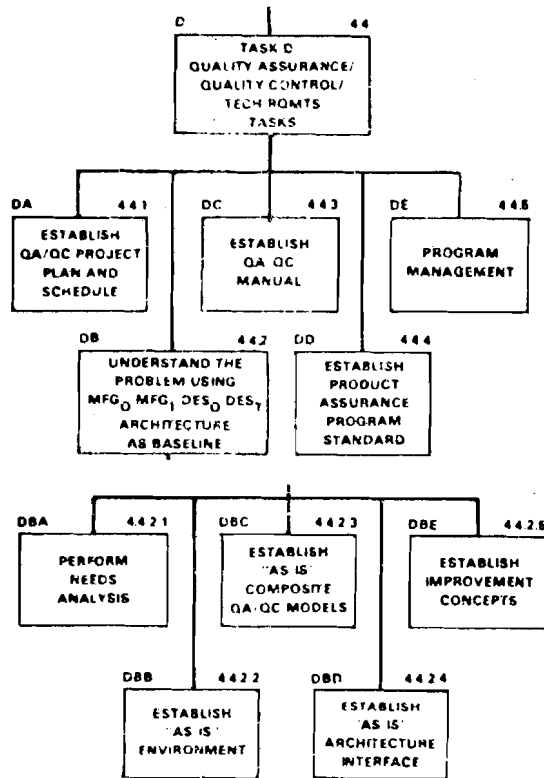 D 4.4
TASK D
QUALITY ASSURANCE/
QUALITY CONTROL/
TECH RQMTS
TASKS
DA 4.4.1
ESTABLISH
QA/QC PROJECT
PLAN AND
SCHEDULE
DC 4.4.3
ESTABLISH
QA/QC
MANUAL
DE 4.4.5
PROGRAM
MANAGEMENT
DB 4.4.2
UNDERSTAND THE
PROBLEM USING
MFG0 MFG1 DES0 DES1
ARCHITECTURE
AS BASELINE
DD 4.4.4
ESTABLISH
PRODUCT
ASSURANCE
PROGRAM
STANDARD
DBA 4.4.2.1
PERFORM
NEEDS
ANALYSIS
DBC 4.4.2.3
ESTABLISH
"AS IS"
COMPOSITE
QA/QC MODELS
DBE 4.4.2.5
ESTABLISH
IMPROVEMENT
CONCEPTS
DBB 4.4.2.2
ESTABLISH
"AS IS"
ENVIRONMENT
DBD 4.4.2.4
ESTABLISH
"AS IS"
ARCHITECTURE
INTERFACE